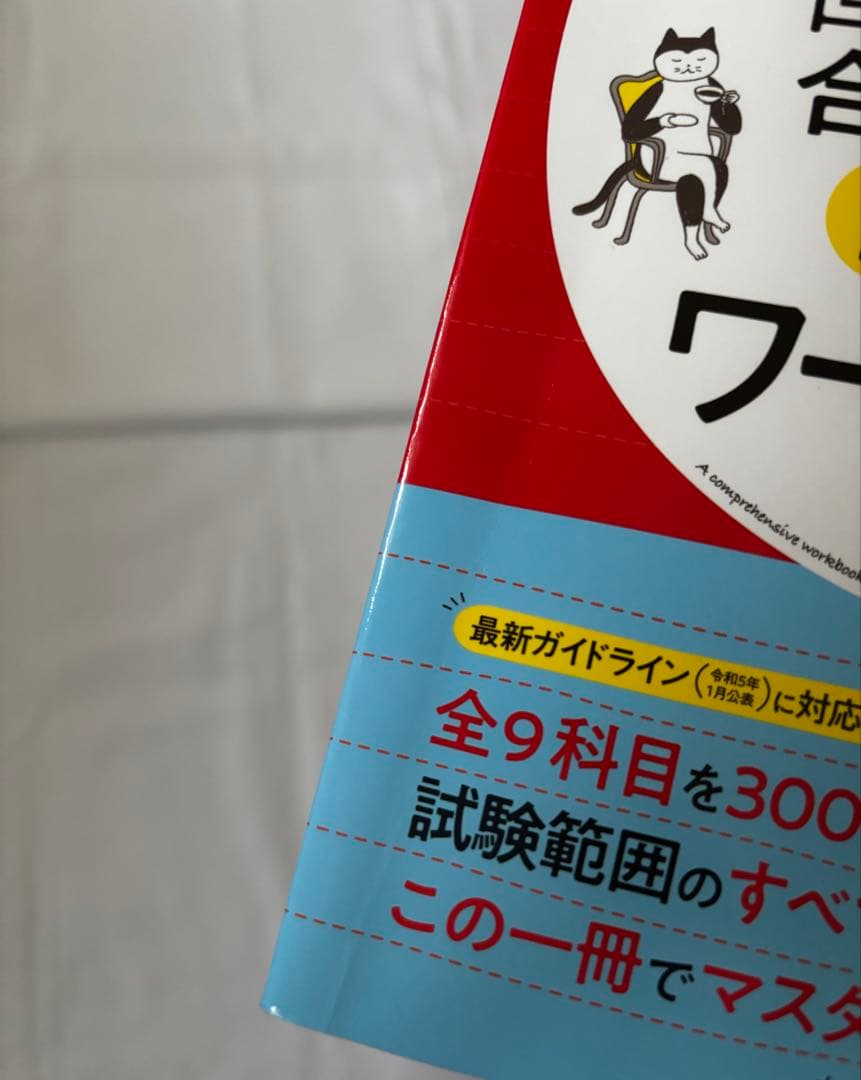 合
ワー
A comprehensive workbook
最新ガイドライン(令和5年1月公表)に対応
全9科目を300
試験範囲のすべ
この一冊でマスタ